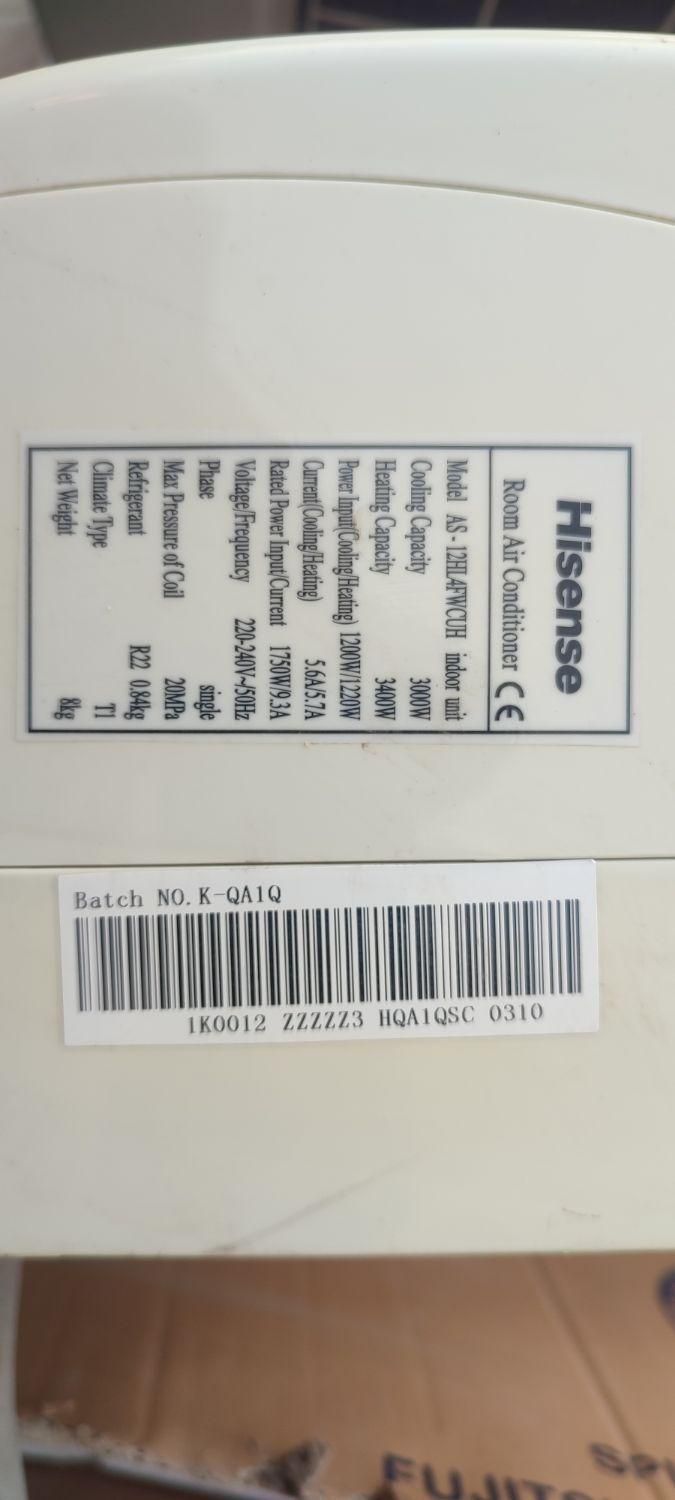 Hisense
Room Air Conditioner CE
Model AS-12HL4FWCUH indoor unit
Cooling Capacity 3000W
Heating Capacity 3400W
Power Input(Cooling/Heating) 1200W/1220W
Current(Cooling/Heating) 5.6A/5.7A
Rated Power Input/Current 1750W/9.3A
Voltage/Frequency 220-240V~/50Hz
Phase single
Max Pressure of Coil 20MPa
Refrigerant R22 0.84kg
Climate Type T1
Net Weight 8kg
Batch NO. K-QA1Q
1K0012 ZZZZZ3 HQA1QSC 0310